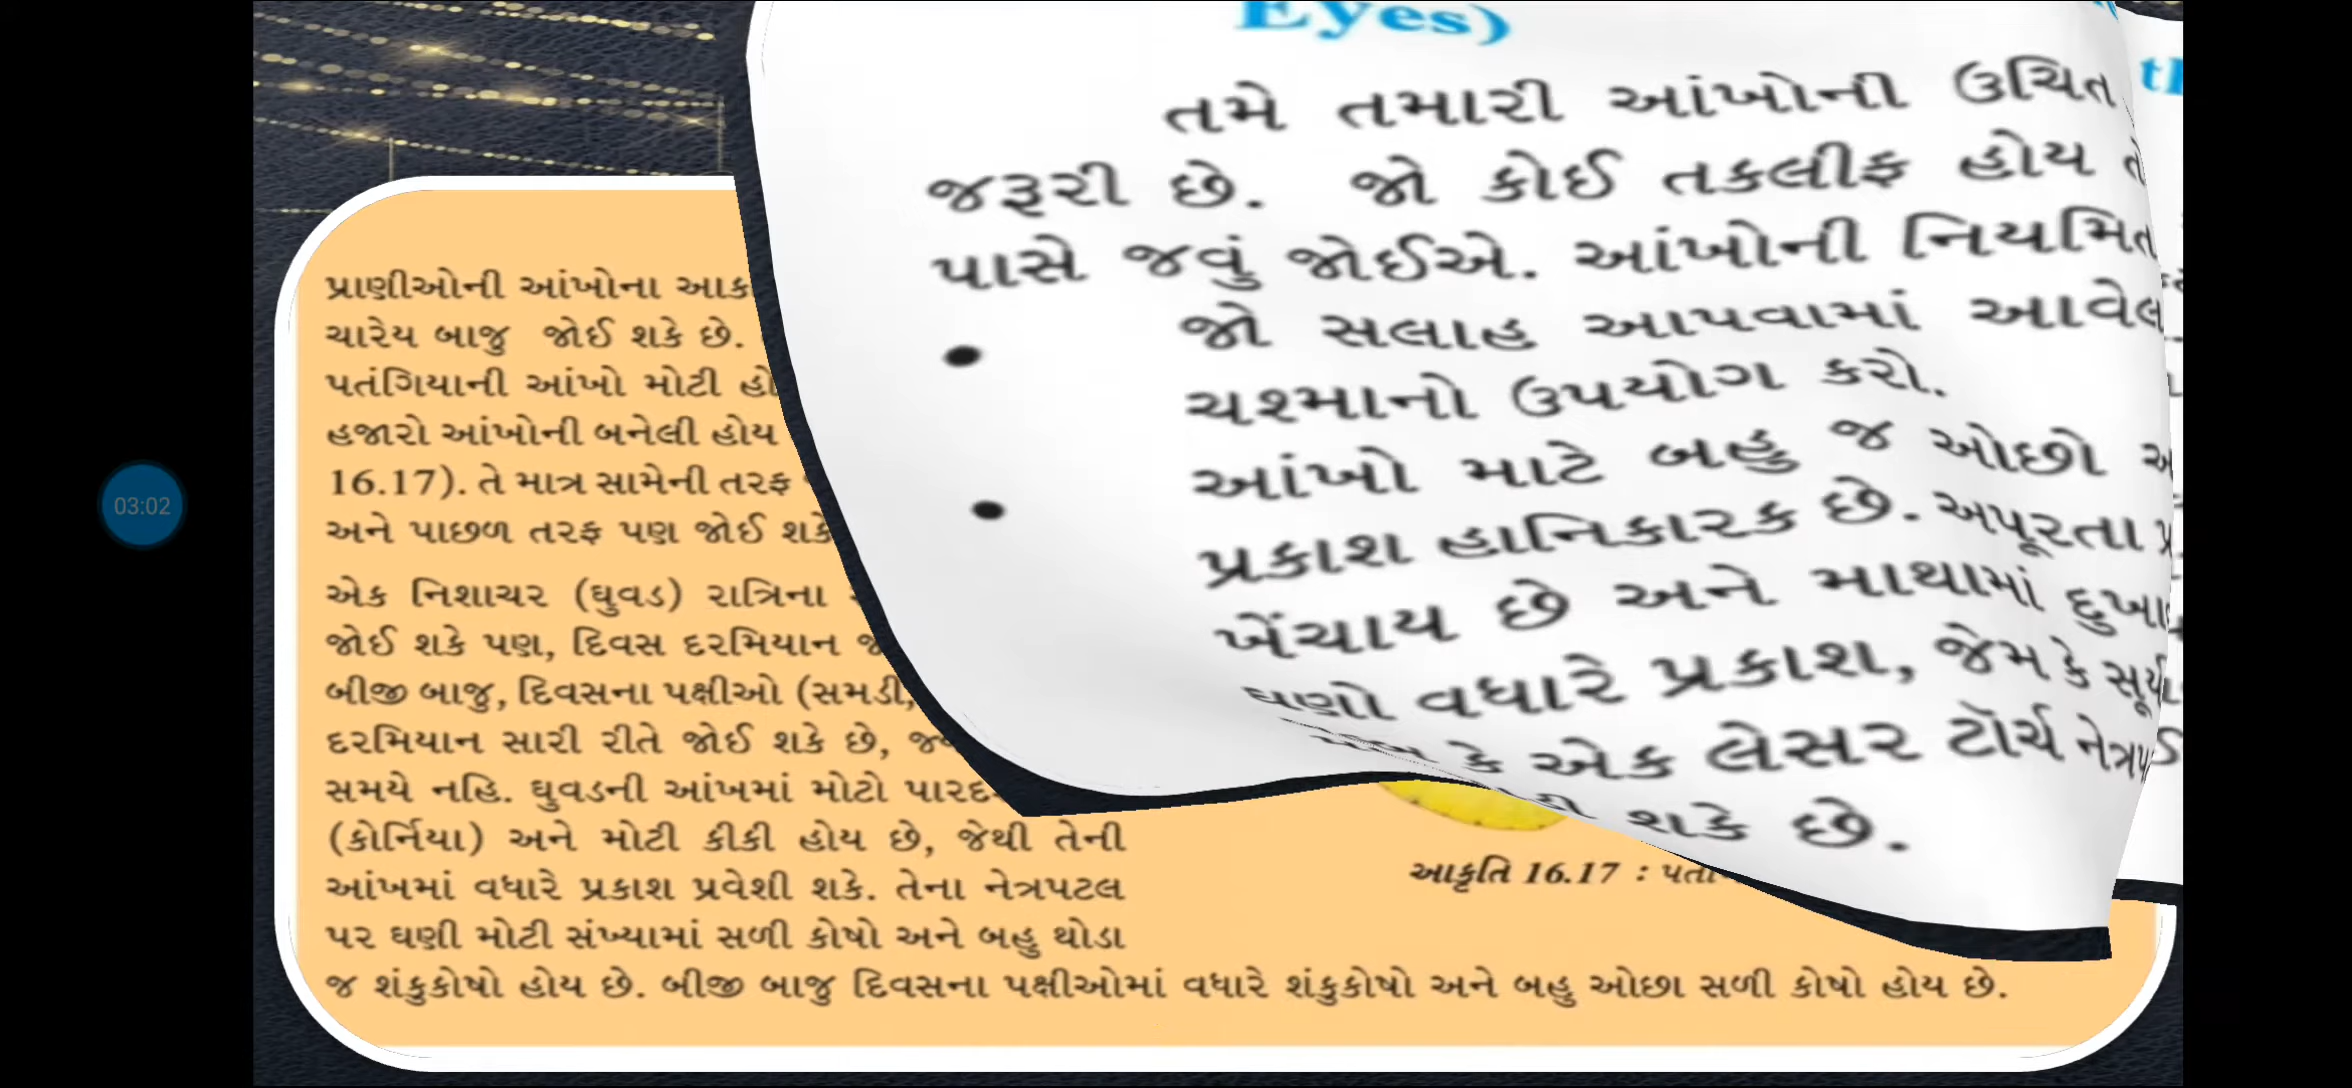 Eyes)
તમે તમારી આંખોની ઉચિત
જરૂરી છે. જો કોઈ તકલીફ હોય
પાસે જવું જોઈએ. આંખોની નિયમિત
• જો સલાહ આપવામાં
ચશ્માનો ઉપયોગ કરો.
• આંખો માટે બહુ જ ઓછો
પ્રકાશ હાનિકારક છે. અપૂરતા
ખેંચાય છે અને માથામાં
ઘણો વધારે પ્રકાશ, જેમ કે
કે એક લેસર ટૉર્ચ
શકે છે.
પ્રાણીઓની આંખોના
ચારેય બાજુ જોઈ શકે છે.
પતંગિયાની આંખો મોટી
હજારો આંખોની બનેલી હોય
16.17). તે માત્ર સામેની તરફ
અને પાછળ તરફ પણ જોઈ શકે
એક નિશાચર (ઘુવડ) રાત્રિના
જોઈ શકે પણ, દિવસ દરમિયાન
બીજી બાજુ, દિવસના પક્ષીઓ (સમડી,
દરમિયાન સારી રીતે જોઈ શકે છે,
સમયે નહિ. ઘુવડની આંખમાં મોટો
(કોર્નિયા) અને મોટી કીકી હોય છે, જેથી તેની
આંખમાં વધારે પ્રકાશ પ્રવેશી શકે. તેના નેત્રપટલ
પર ઘણી મોટી સંખ્યામાં સળી કોષો અને બહુ થોડા
જ શંકુકોષો હોય છે. બીજી બાજુ દિવસના પક્ષીઓમાં વધારે શંકુકોષો અને બહુ ઓછા સળી કોષો હોય છે.
આકૃતિ 16.17 :
03:02